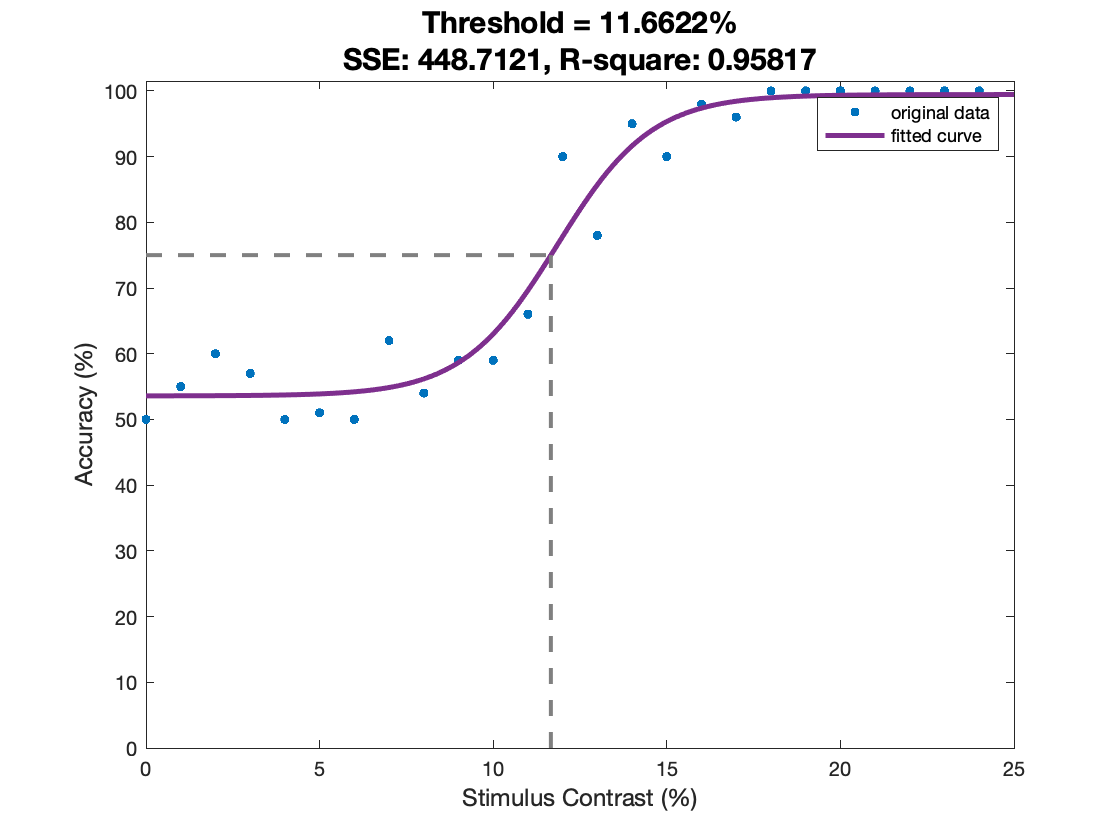 Threshold = 11.6622%
SSE: 448.7121, R-square: 0.95817
100
90
80
70
60
50
40
30
20
10
0
Accuracy (%)
original data
fitted curve
0 5 10 15 20 25
Stimulus Contrast (%)